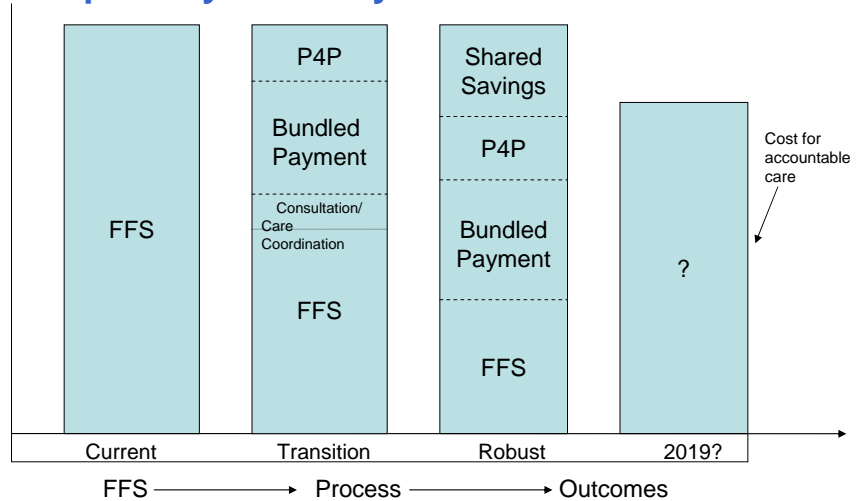 FFS
P4P
Bundled
Payment
Consultation/
Care
Coordination
FFS
Shared
Savings
P4P
Bundled
Payment
FFS
?
Cost for
accountable
care
Current
Transition
Robust
2019?
FFS
Process
Outcomes